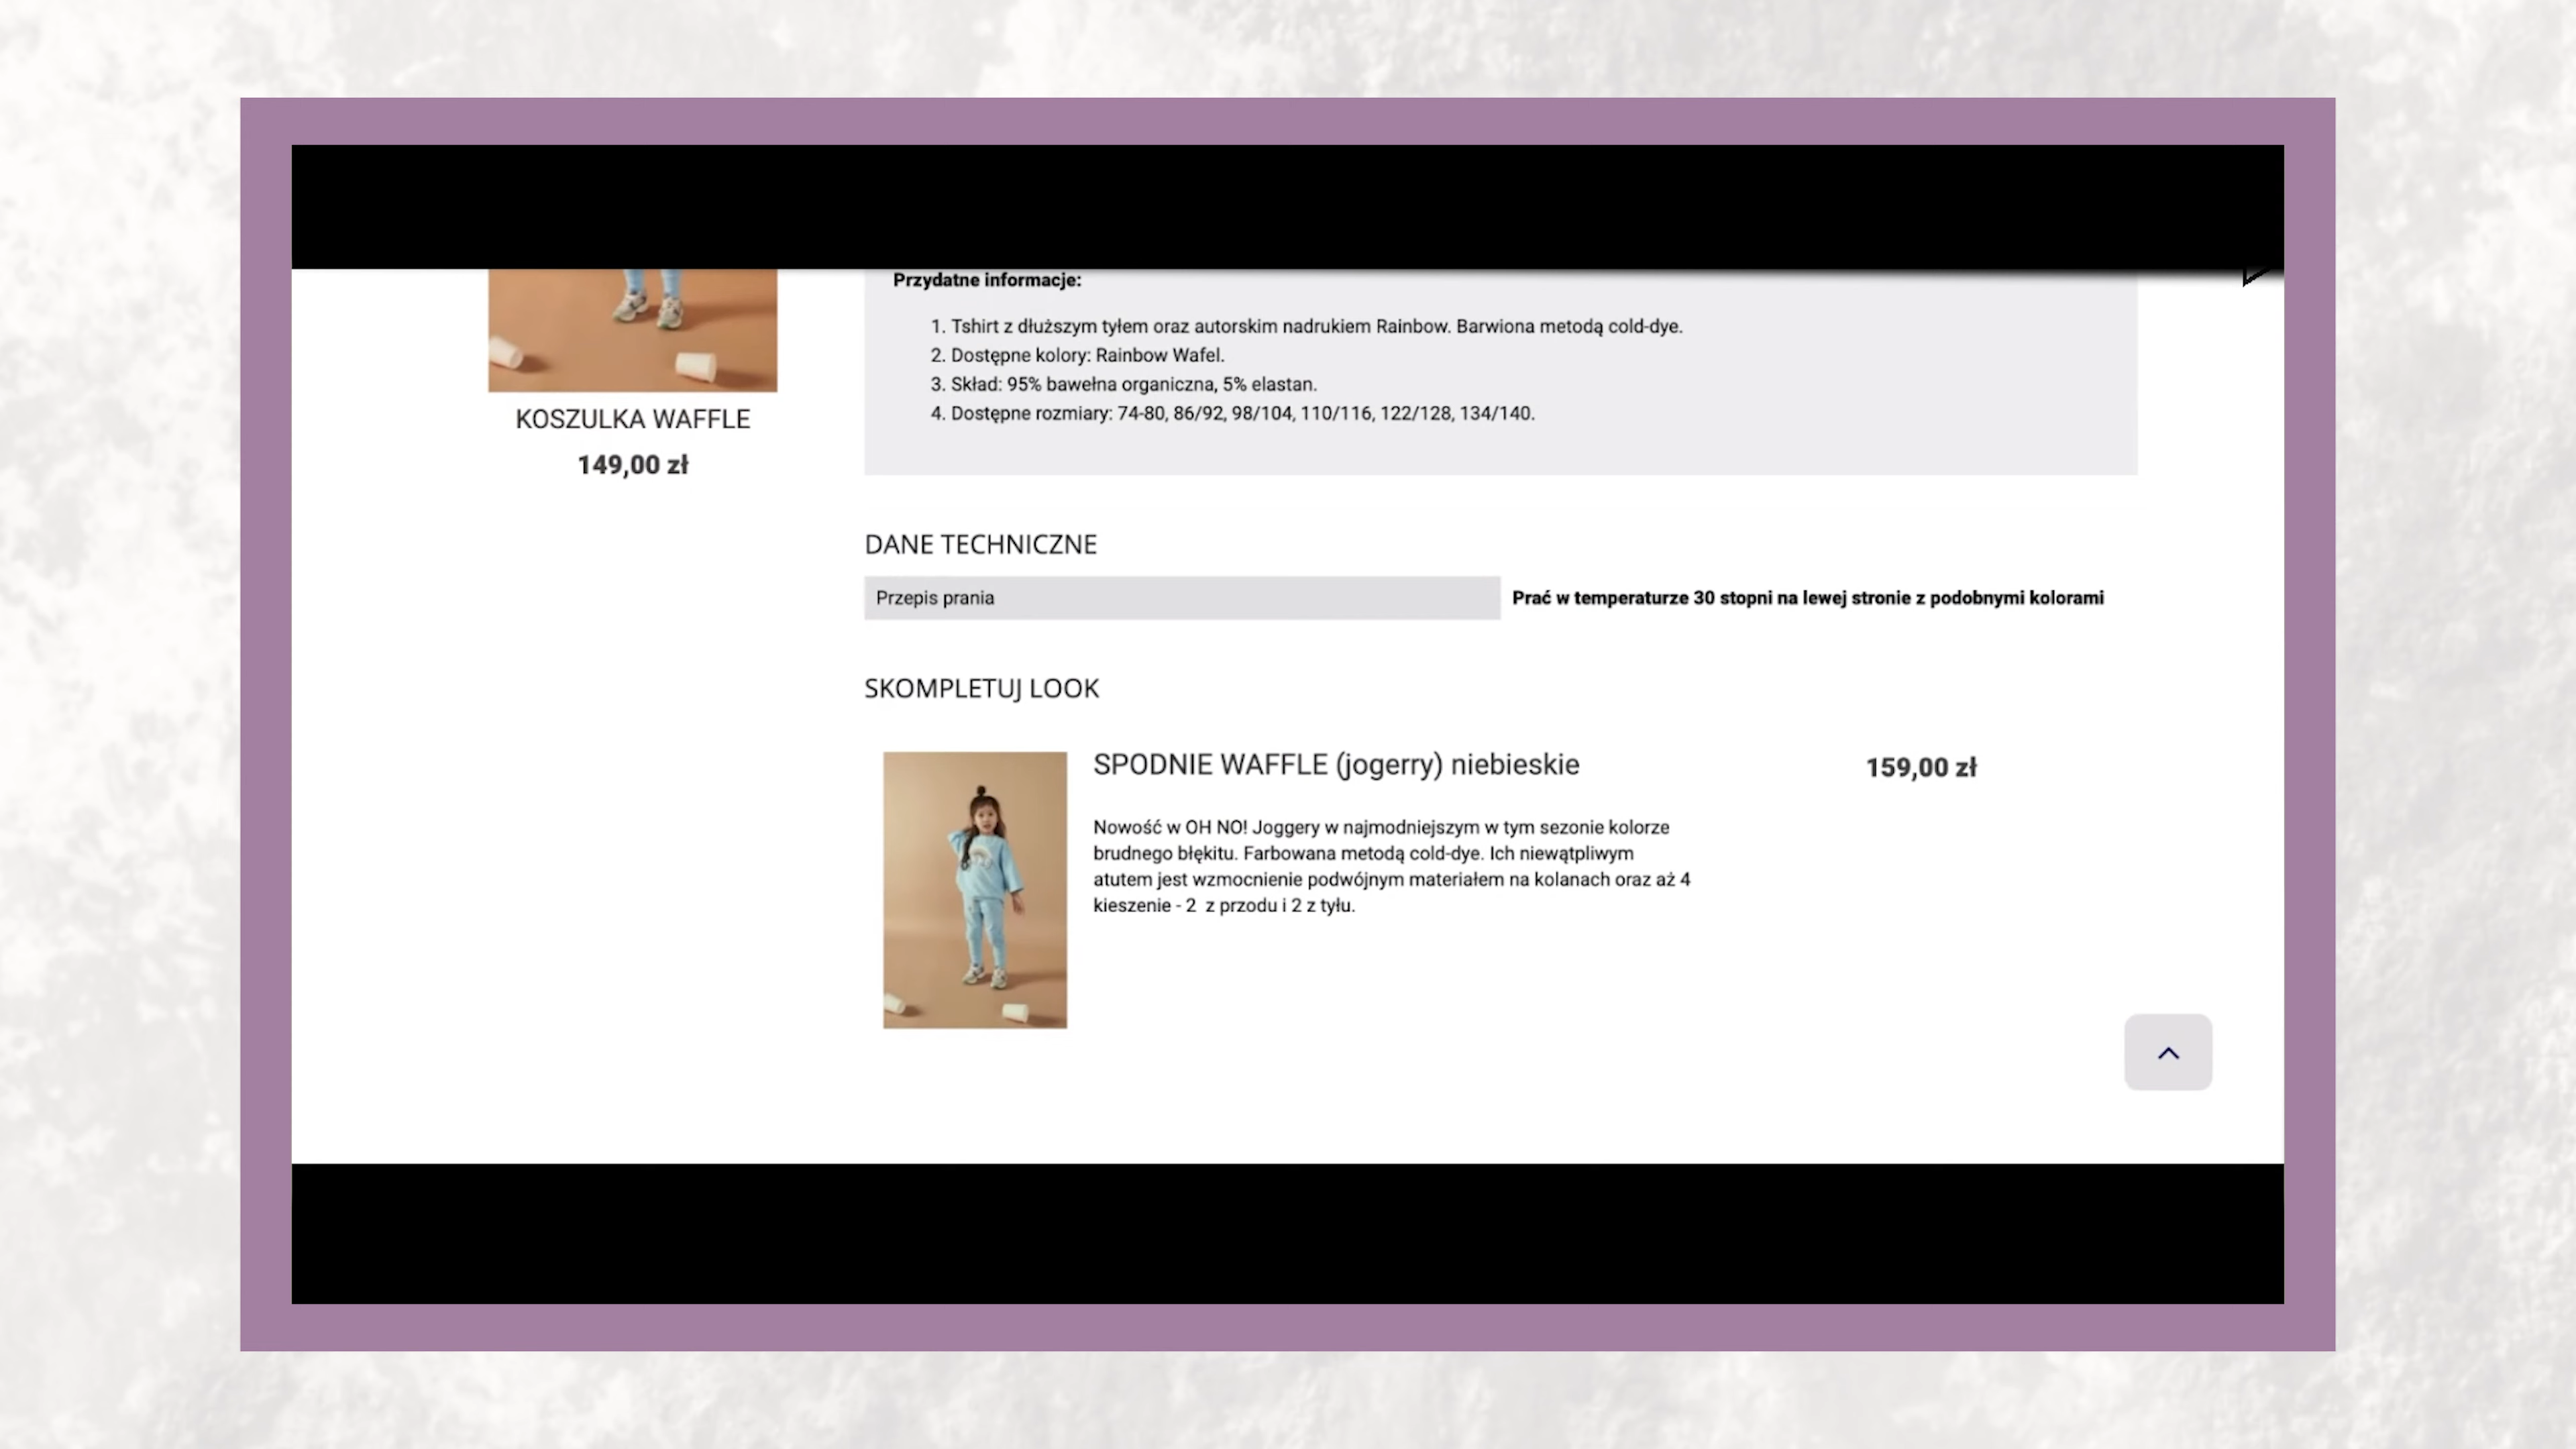 KOSZULKA WAFFLE
149,00 zł
Przydatne informacje:
1. Tshirt z dłuższym tyłem oraz autorskim nadrukiem Rainbow. Barwiona metodą cold-dye.
2. Dostępne kolory: Rainbow Wafel.
3. Skład: 95% bawełna organiczna, 5% elastan.
4. Dostępne rozmiary: 74-80, 86/92, 98/104, 110/116, 122/128, 134/140.
DANE TECHNICZNE
Przepis prania
Prać w temperaturze 30 stopni na lewej stronie z podobnymi kolorami
SKOMPLETUJ LOOK
SPODNIE WAFFLE (jogerry) niebieskie
159,00 zł
Nowość w OH NO! Joggery w najmodniejszym w tym sezonie kolorze
brudnego błękitu. Farbowana metodą cold-dye. Ich niewątpliwym
atutem jest wzmocnienie podwójnym materiałem na kolanach oraz aż 4
kieszenie - 2  z przodu i 2 z tyłu.